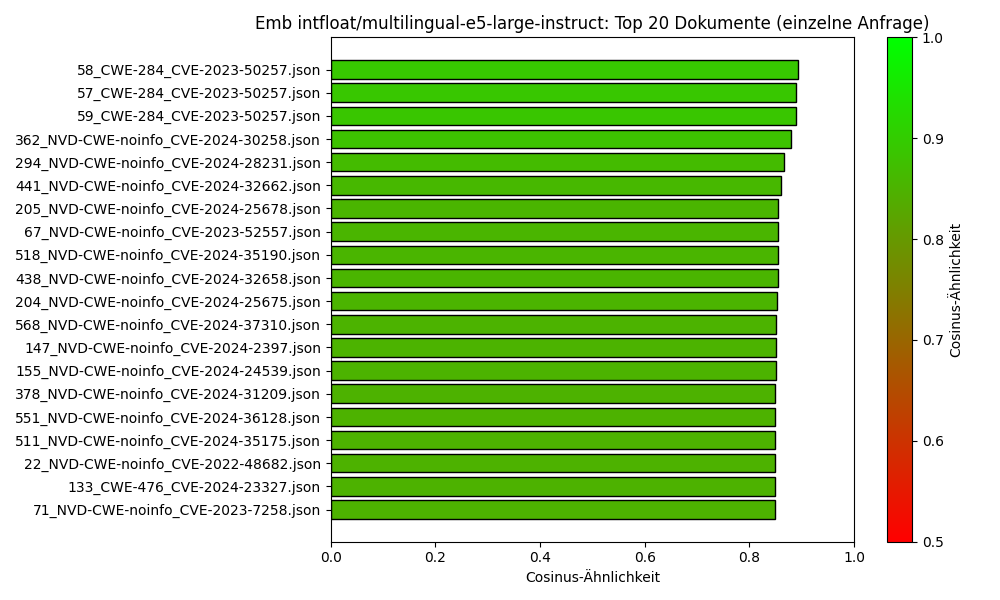 Emb intfloat/multilingual-e5-large-instruct: Top 20 Dokumente (einzelne Anfrage)
58_CWE-284_CVE-2023-50257.json
57_CWE-284_CVE-2023-50257.json
59_CWE-284_CVE-2023-50257.json
362_NVD-CWE-noinfo_CVE-2024-30258.json
294_NVD-CWE-noinfo_CVE-2024-28231.json
441_NVD-CWE-noinfo_CVE-2024-32662.json
205_NVD-CWE-noinfo_CVE-2024-25678.json
67_NVD-CWE-noinfo_CVE-2023-52557.json
518_NVD-CWE-noinfo_CVE-2024-35190.json
438_NVD-CWE-noinfo_CVE-2024-32658.json
204_NVD-CWE-noinfo_CVE-2024-25675.json
568_NVD-CWE-noinfo_CVE-2024-37310.json
147_NVD-CWE-noinfo_CVE-2024-2397.json
155_NVD-CWE-noinfo_CVE-2024-24539.json
378_NVD-CWE-noinfo_CVE-2024-31209.json
551_NVD-CWE-noinfo_CVE-2024-36128.json
511_NVD-CWE-noinfo_CVE-2024-35175.json
22_NVD-CWE-noinfo_CVE-2022-48682.json
133_CWE-476_CVE-2024-23327.json
71_NVD-CWE-noinfo_CVE-2023-7258.json
0.0 0.2 0.4 0.6 0.8 1.0
Cosinus-Ähnlichkeit
1.0
0.9
0.8
0.7
0.6
0.5
Cosinus-Ähnlichkeit